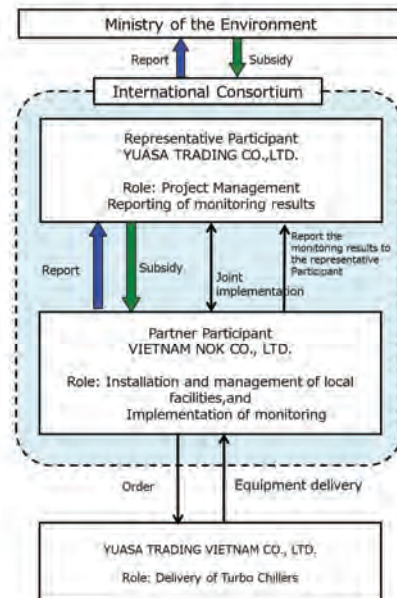 Ministry of the Environment
Report
Subsidy
International Consortium
Representative Participant
YUASA TRADING CO.,LTD.
Role: Project Management
Reporting of monitoring results
Report
Subsidy
Joint
implementation
Report the
monitoring results to
the representative
Participant
Partner Participant
VIETNAM NOK CO., LTD.
Role: Installation and management of local
facilities,and
Implementation of monitoring
Order
Equipment delivery
YUASA TRADING VIETNAM CO., LTD.
Role: Delivery of Turbo Chillers